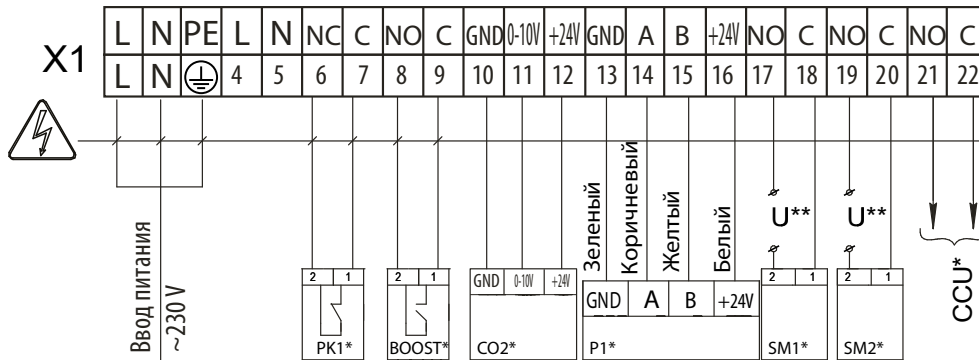 X1
L N PE L N NC C NO C GND 0-10V +24V GND A B +24V NO C NO C NO C
L N 4 5 6 7 8 9 10 11 12 13 14 15 16 17 18 19 20 21 22
Ввод питания
~230 V
Зеленый
Коричневый
Желтый
Белый
U**
U**
CCU*
2 1
PK1*
2 1
BOOST*
GND 0-10V +24V
CO2*
GND A B +24V
P1*
2 1
SM1*
2 1
SM2*